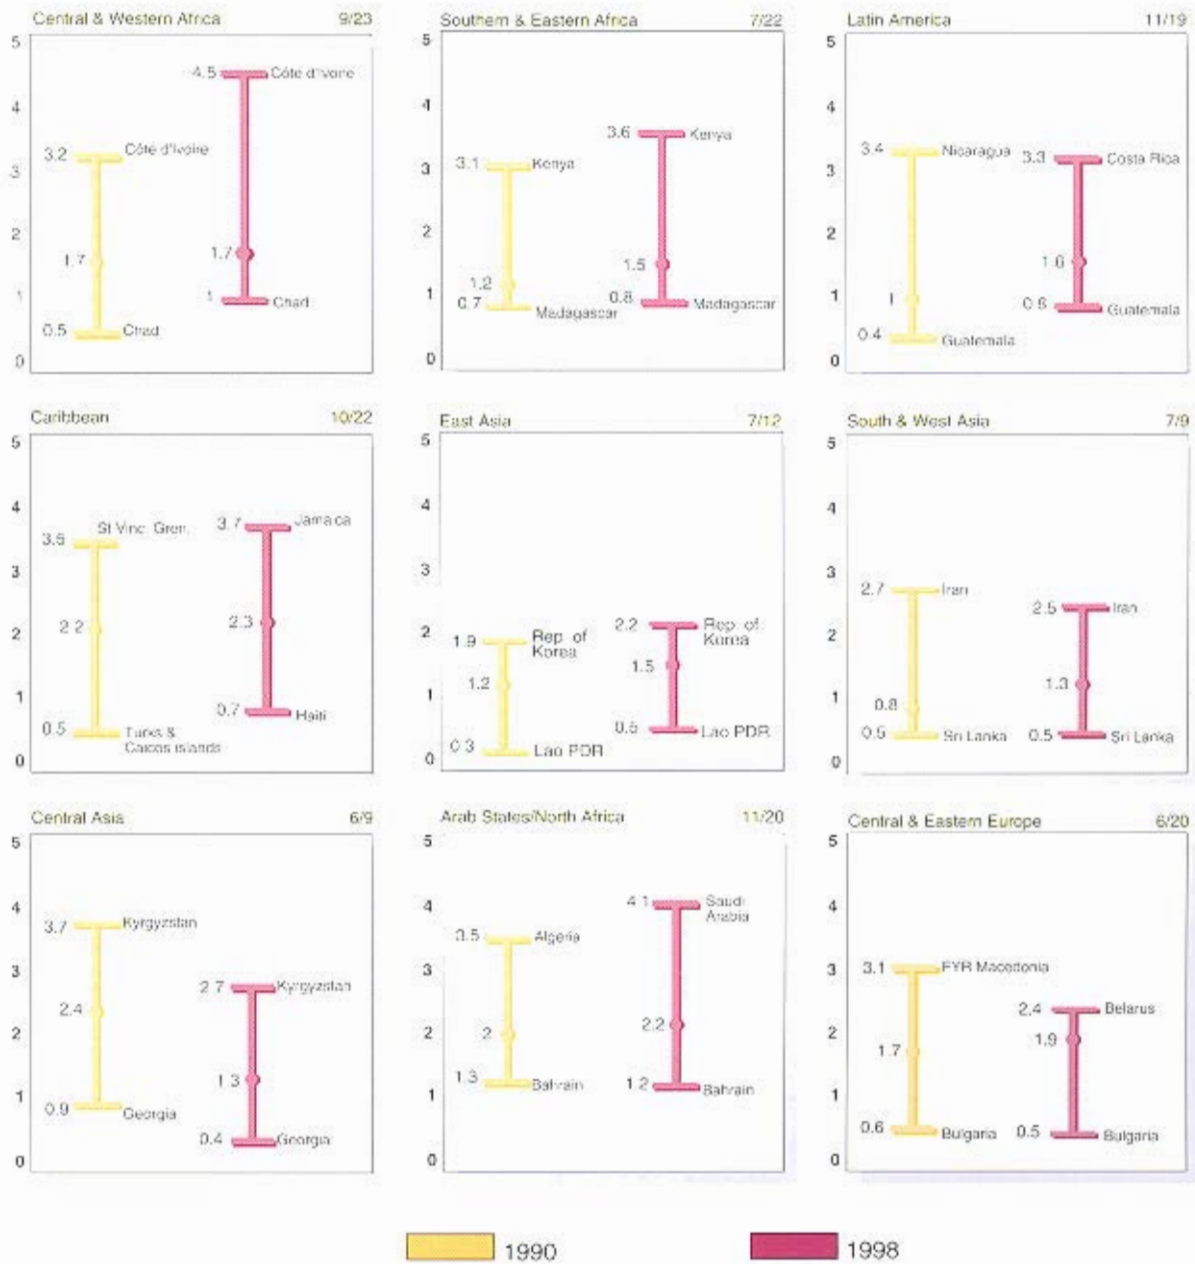 Central & Western Africa 9/23
5
4
3
2
1
0
3.2 Côte d'Ivoire
1.7
0.5 Chad
4.5 Côte d'Ivoire
1.7
1 Chad
Southern & Eastern Africa 7/22
5
4
3
2
1
0
3.1 Kenya
1.2
0.7 Madagascar
3.6 Kenya
1.5
0.8 Madagascar
Latin America 11/19
5
4
3
2
1
0
3.4 Nicaragua
1
0.4 Guatemala
3.3 Costa Rica
1.6
0.8 Guatemala
Caribbean 10/22
5
4
3
2
1
0
3.5 St Vinc. Gren.
2.2
0.5 Turks &
Caicos islands
3.7 Jamaica
2.3
0.7 Haiti
East Asia 7/12
5
4
3
2
1
0
1.9 Rep. of
Korea
1.2
0.3 Lao PDR
2.2 Rep. of
Korea
1.5
0.5 Lao PDR
South & West Asia 7/9
5
4
3
2
1
0
2.7 Iran
0.8
0.5 Sri Lanka
2.5 Iran
1.3
0.5 Sri Lanka
Central Asia 6/9
5
4
3
2
1
0
3.7 Kyrgyzstan
2.4
0.9 Georgia
2.7 Kyrgyzstan
1.3
0.4 Georgia
Arab States/North Africa 11/20
5
4
3
2
1
0
3.5 Algeria
2
1.3 Bahrain
4.1 Saudi
Arabia
2.2
1.2 Bahrain
Central & Eastern Europe 6/20
5
4
3
2
1
0
3.1 FYR Macedonia
1.7
0.6 Bulgaria
2.4 Belarus
1.9
0.5 Bulgaria
1990
1998